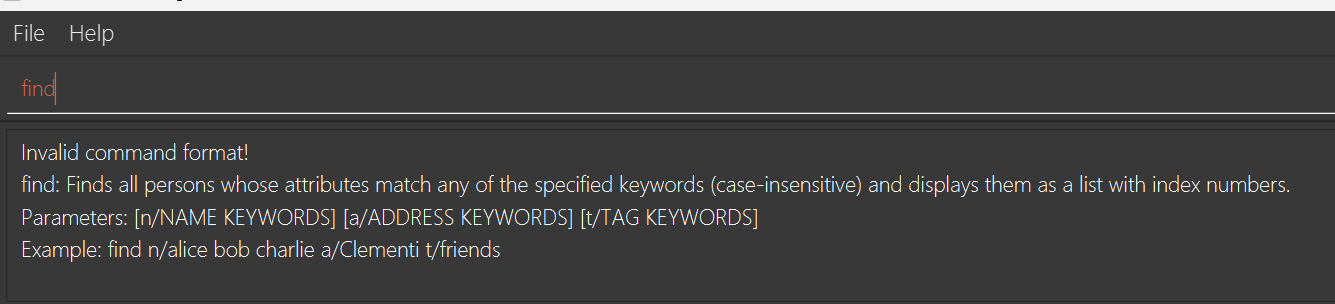 File Help
find
Invalid command format!
find: Finds all persons whose attributes match any of the specified keywords (case-insensitive) and displays them as a list with index numbers.
Parameters: [n/NAME KEYWORDS] [a/ADDRESS KEYWORDS] [t/TAG KEYWORDS]
Example: find n/alice bob charlie a/Clementi t/friends